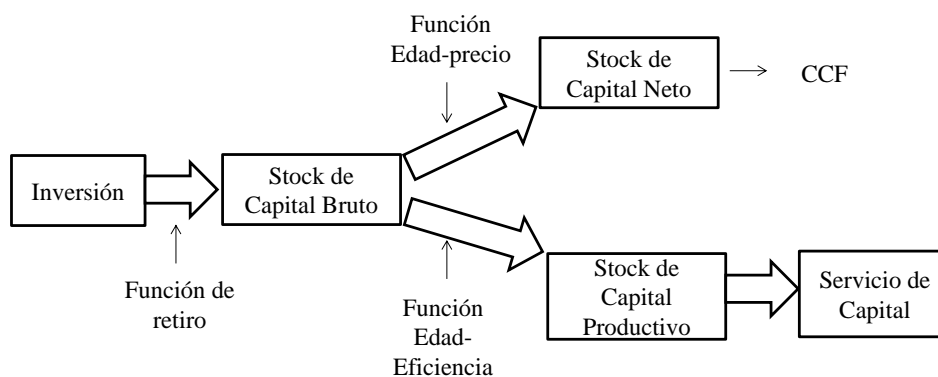 Función
Edad-precio
Stock de
Capital Neto
CCF
Inversión
Stock de
Capital Bruto
Función de
retiro
Función
Edad-
Eficiencia
Stock de
Capital
Productivo
Servicio de
Capital